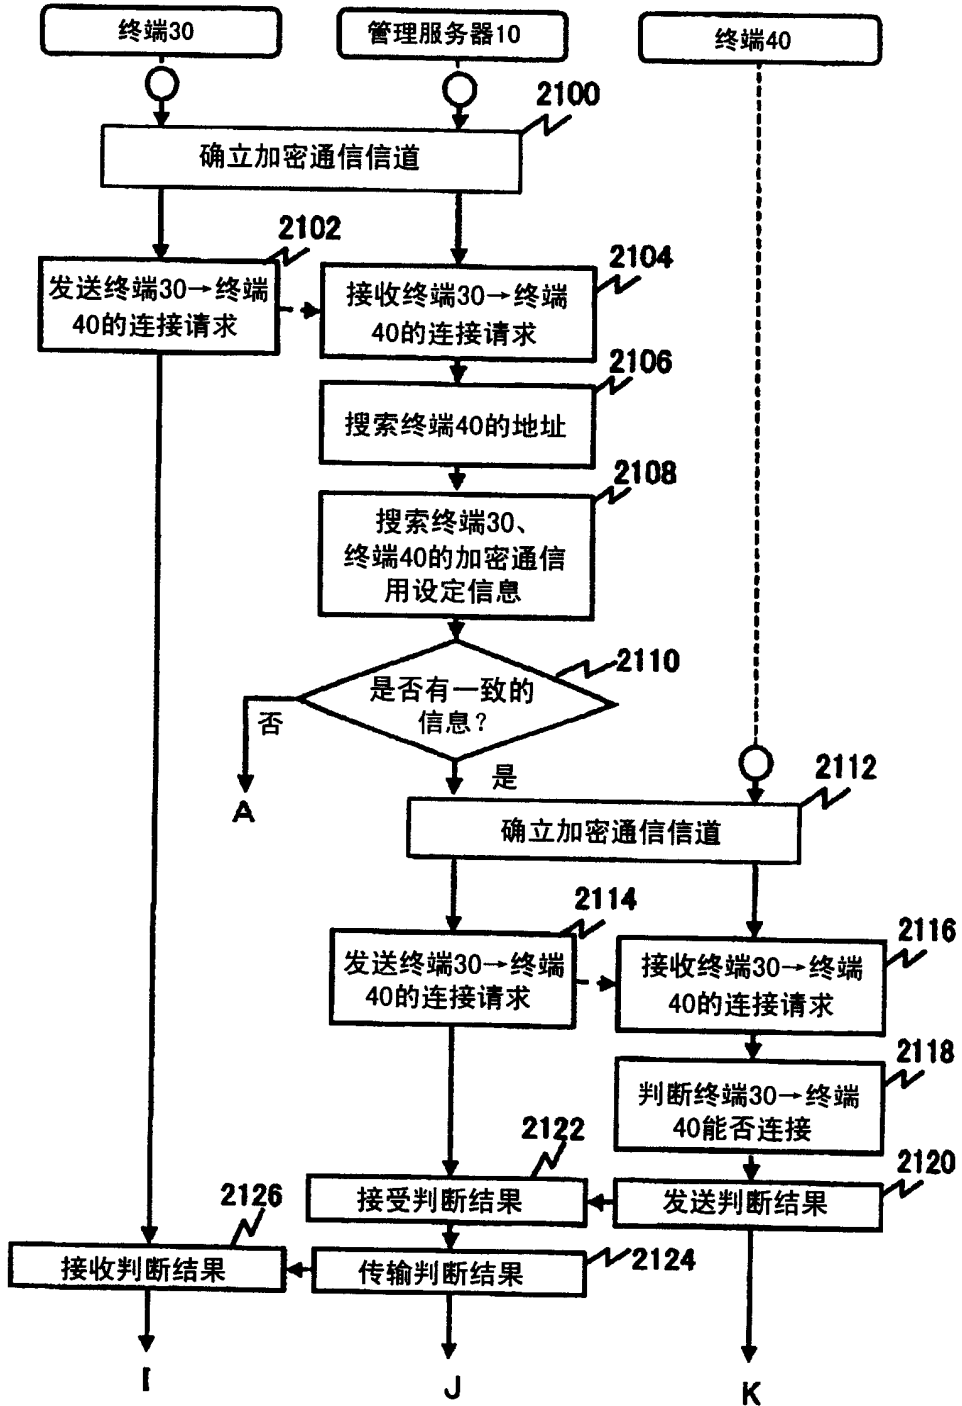 终端30
管理服务器10
终端40
2100
确立加密通信信道
2102
发送终端30→终端
40的连接请求
2104
接收终端30→终端
40的连接请求
2106
搜索终端40的地址
2108
搜索终端30、
终端40的加密通信
用设定信息
2110
是否有一致的
信息？
否
A
是
2112
确立加密通信信道
2114
发送终端30→终端
40的连接请求
2116
接收终端30→终端
40的连接请求
2118
判断终端30→终端
40能否连接
2120
发送判断结果
2122
接受判断结果
2124
传输判断结果
2126
接收判断结果
I
J
K